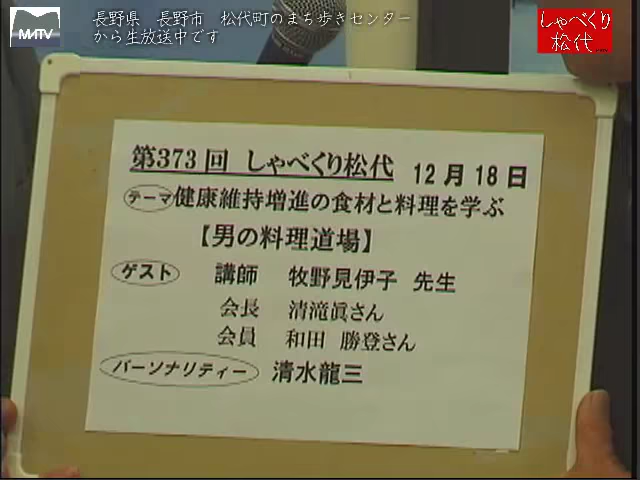 MATV
長野県　長野市　松代町のまち歩きセンター
から生放送中です
しゃべくり
松代
第373回 しゃべくり松代 12月18日
テーマ 健康維持増進の食材と料理を学ぶ
【男の料理道場】
ゲスト 講師 牧野見伊子 先生
会長 清滝眞さん
会員 和田 勝登さん
パーソナリティー 清水龍三